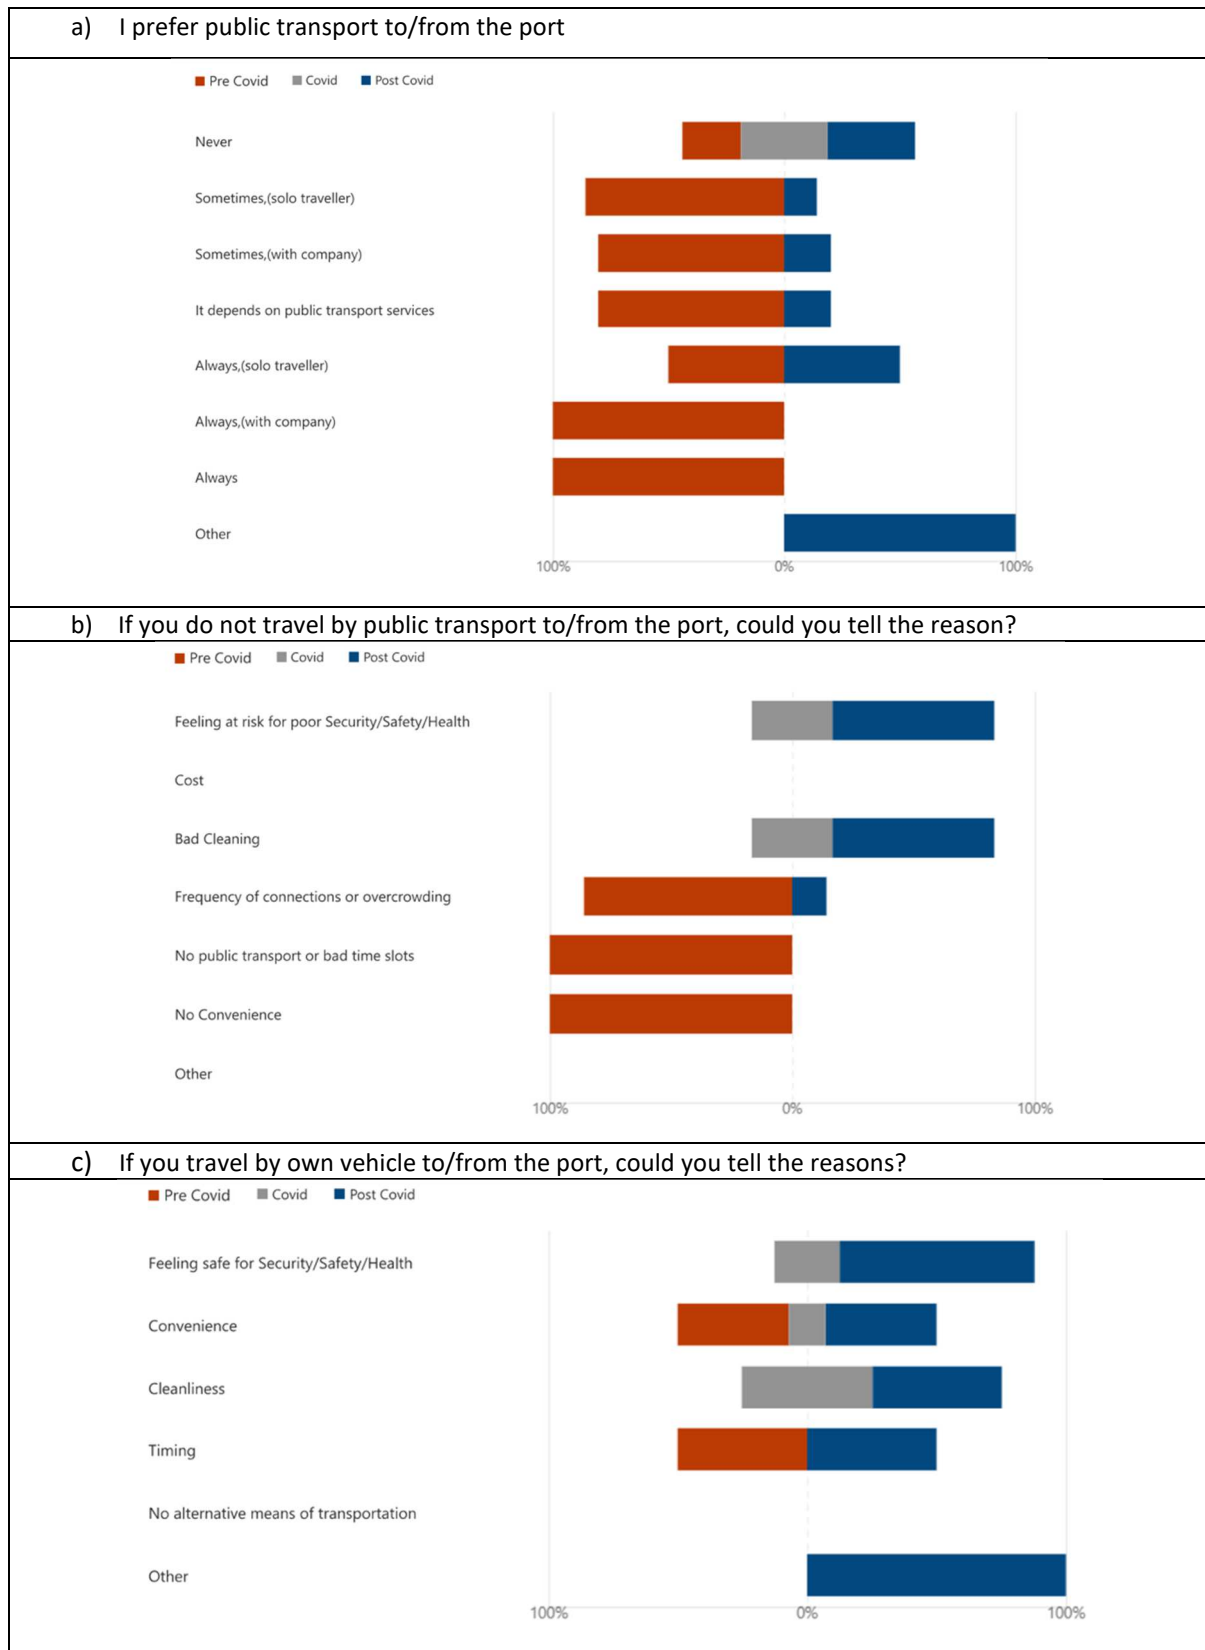 a) I prefer public transport to/from the port
Pre Covid Covid Post Covid
Never
Sometimes,(solo traveller)
Sometimes,(with company)
It depends on public transport services
Always,(solo traveller)
Always,(with company)
Always
Other
100% 0% 100%
b) If you do not travel by public transport to/from the port, could you tell the reason?
Pre Covid Covid Post Covid
Feeling at risk for poor Security/Safety/Health
Cost
Bad Cleaning
Frequency of connections or overcrowding
No public transport or bad time slots
No Convenience
Other
100% 0% 100%
c) If you travel by own vehicle to/from the port, could you tell the reasons?
Pre Covid Covid Post Covid
Feeling safe for Security/Safety/Health
Convenience
Cleanliness
Timing
No alternative means of transportation
Other
100% 0% 100%